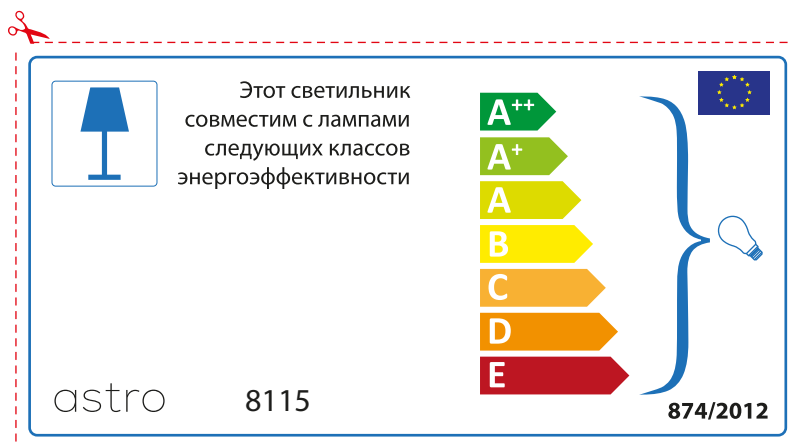 Этот светильник
совместим с лампами
следующих классов
энергоэффективности
A++
A+
A
B
C
D
E
astro
8115
874/2012